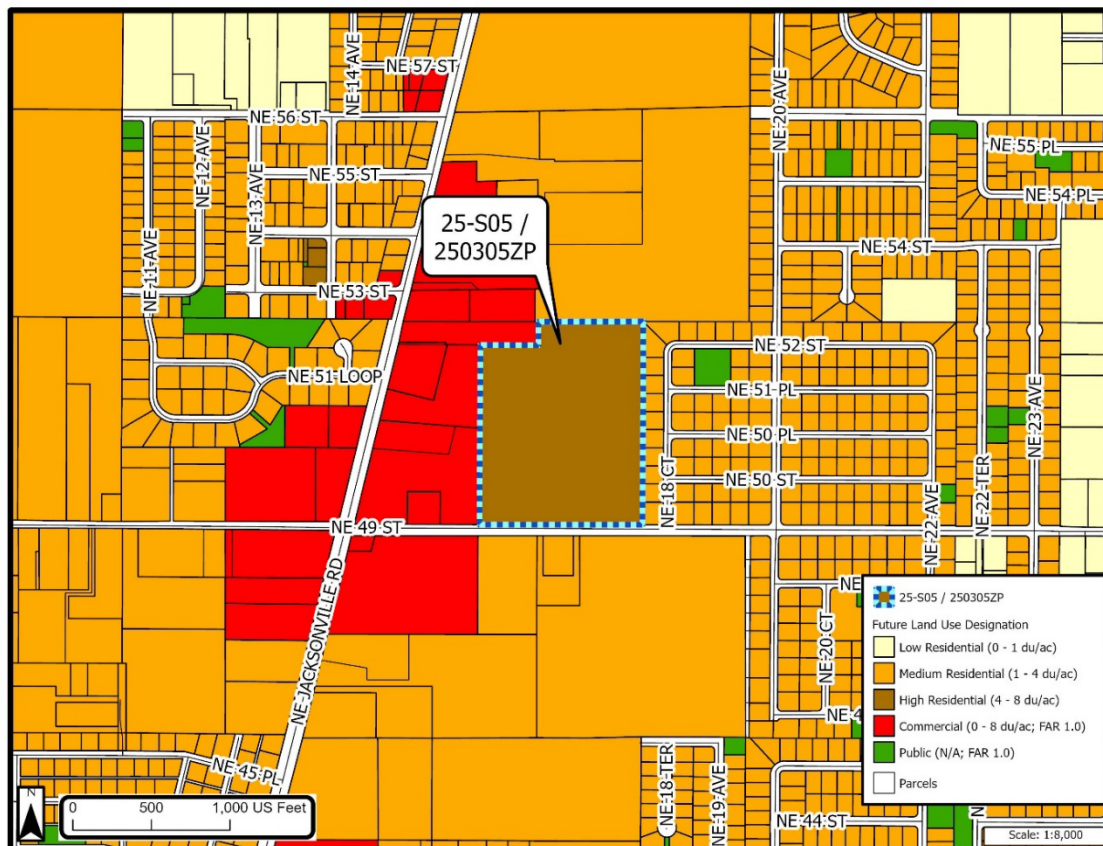 NE 57 ST
NE 14 AVE
NE 56 ST
NE 12 AVE
NE 13 AVE
NE 11 AVE
NE 55 ST
NE 53 ST
NE 51 LOOP
NE 20 AVE
NE 55 PL
NE 54 PL
NE 54 ST
25-S05 /
250305ZP
NE 52 ST
NE 51 PL
NE 50 PL
NE 50 ST
NE 18 CT
NE 22 AVE
NE 22 TER
NE 23 AVE
NE 49 ST
NE JACKSONVILLE RD
NE 20 CT
NE 45 PL
NE 18 TER
NE 19 AVE
NE 44 ST
25-S05 / 250305ZP
Future Land Use Designation
Low Residential (0 - 1 du/ac)
Medium Residential (1 - 4 du/ac)
High Residential (4 - 8 du/ac)
Commercial (0 - 8 du/ac; FAR 1.0)
Public (N/A; FAR 1.0)
Parcels
N
0 500 1,000 US Feet
Scale: 1:8,000